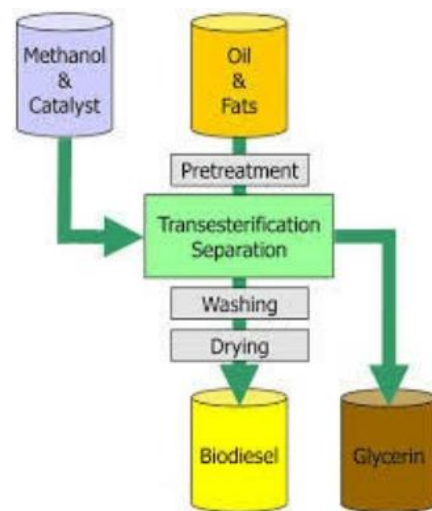 Methanol
&
Catalyst
Oil
&
Fats
Pretreatment
Transesterification
Separation
Washing
Drying
Biodiesel
Glycerin